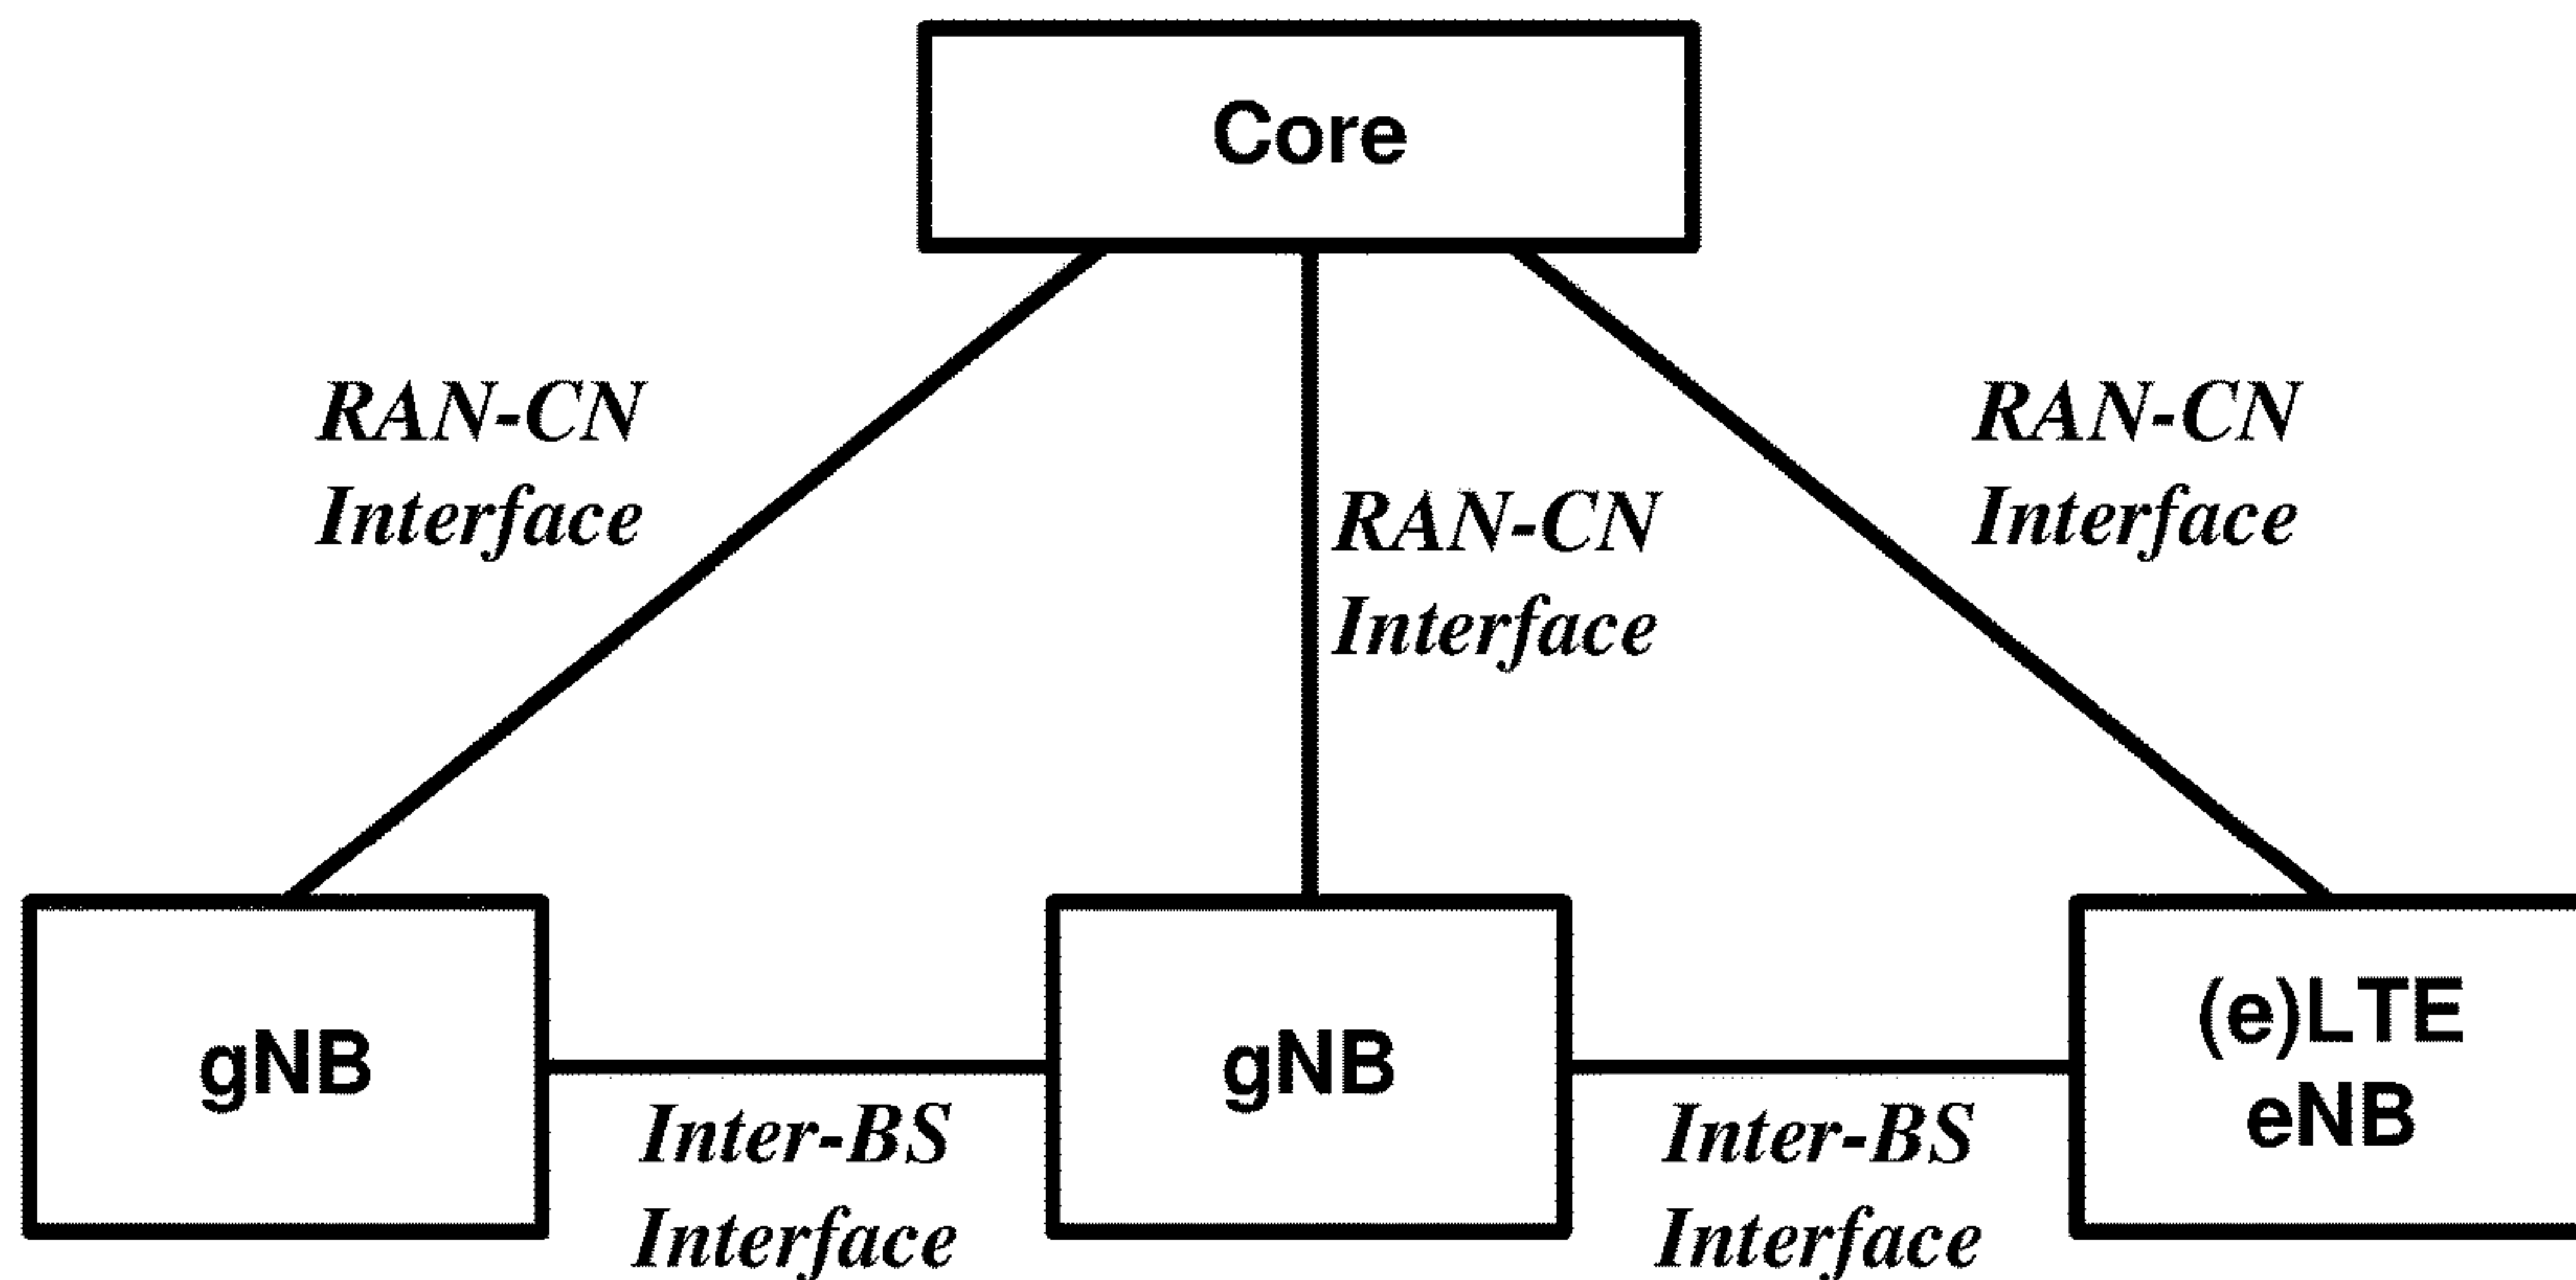 Core
RAN-CN
Interface
RAN-CN
Interface
RAN-CN
Interface
gNB
gNB
(e)LTE
eNB
Inter-BS
Interface
Inter-BS
Interface